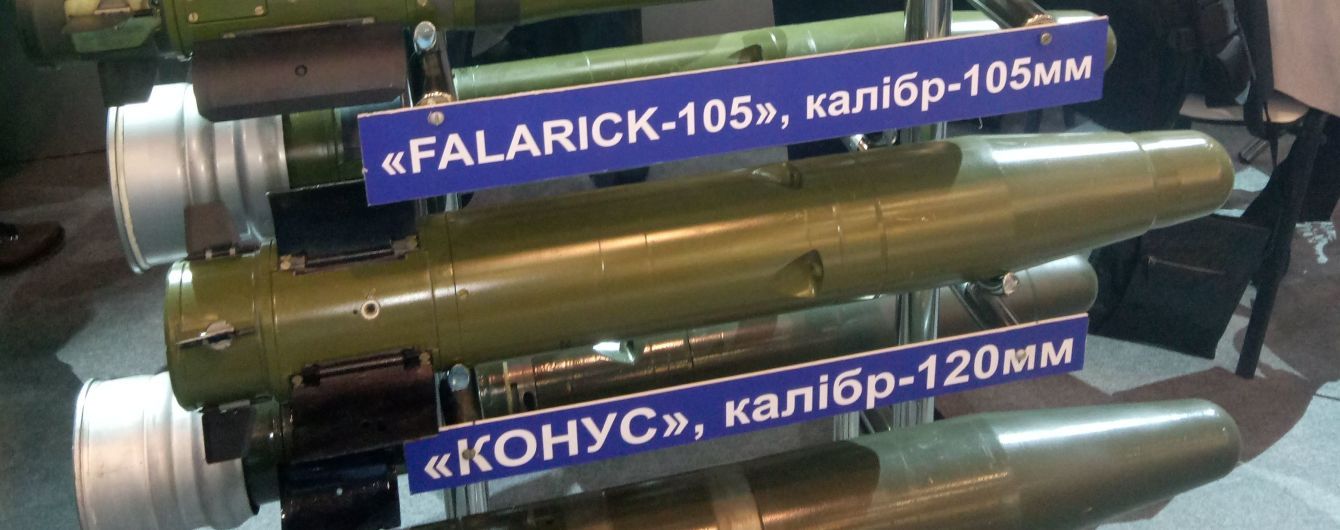 «FALARICK-105», калібр-105мм
«КОНУС», калібр-120мм